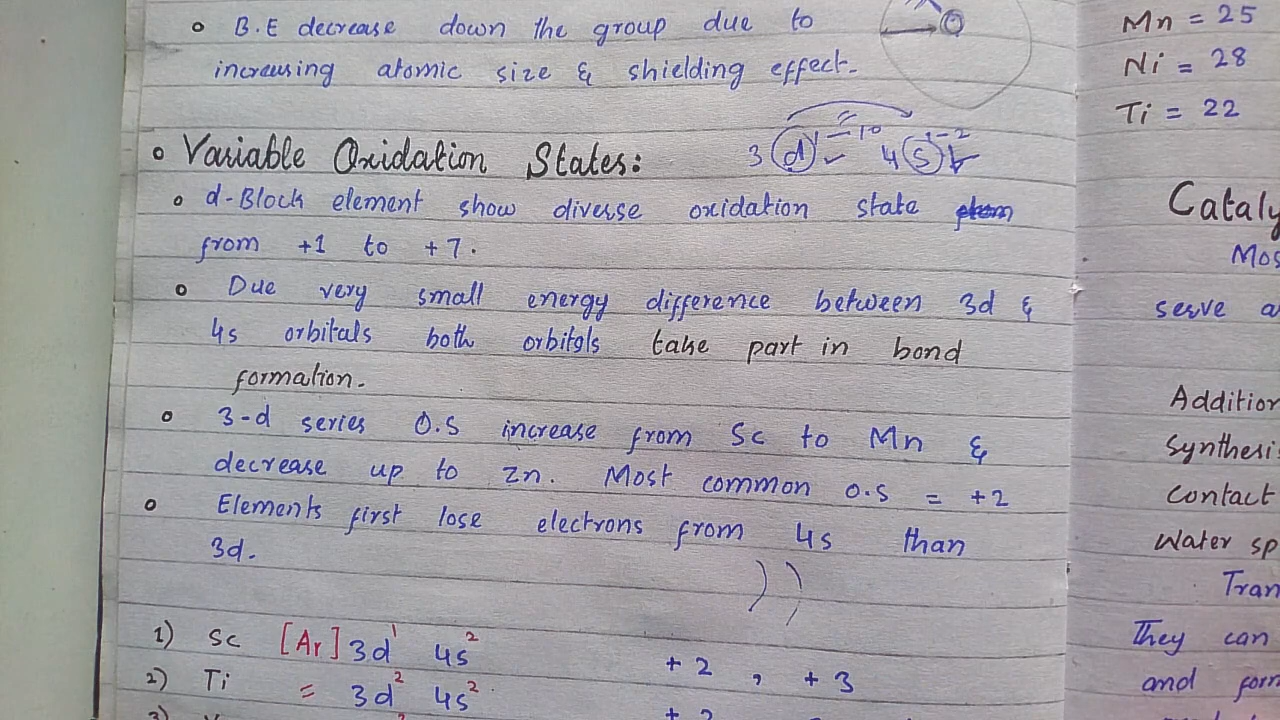 ∘ B.E decrease down the group due to
increasing atomic size & shielding effect.
∘ Variable Oxidation States:
3 d 1-10 4 s 1-2
∘ d-Block element show diverse oxidation state
from +1 to +7.
∘ Due very small energy difference between 3d &
4s orbitals both orbitals take part in bond
formation.
∘ 3-d series O.S increase from Sc to Mn &
decrease up to Zn. Most common O.S = +2
∘ Elements first lose electrons from 4s than
3d.
1) Sc [Ar] 3d¹ 4s² +2 , +3
2) Ti = 3d² 4s²
3)
Mn = 25
Ni = 28
Ti = 22
Mos
serve
Synthesi
Contact
Water sp
Tran
They can
and form